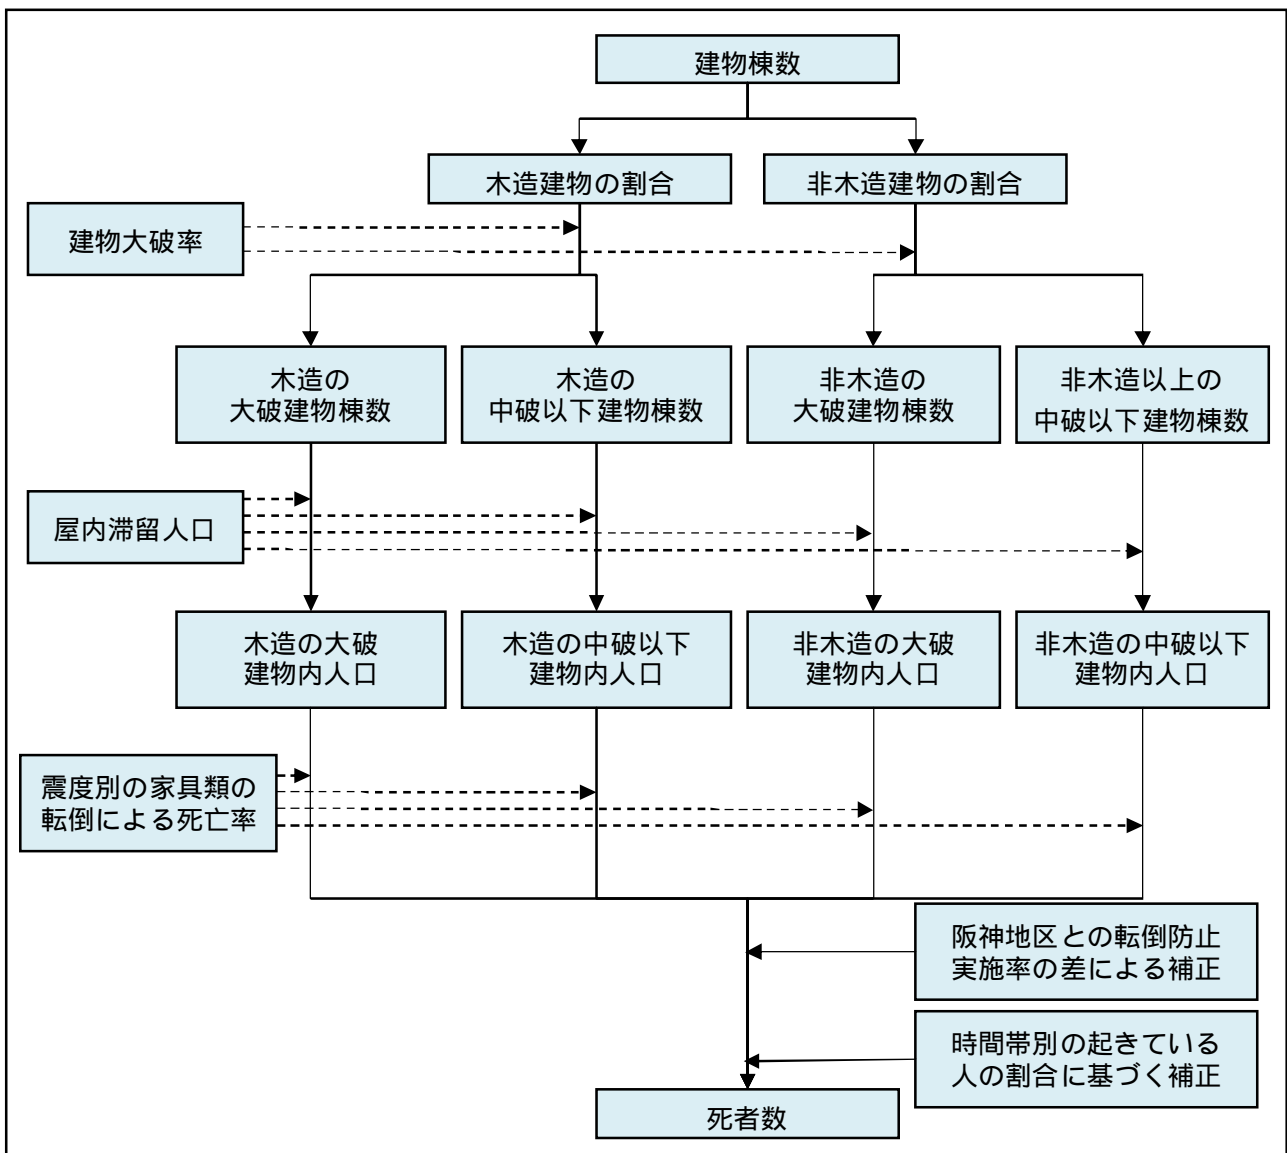 建物棟数
木造建物の割合
非木造建物の割合
建物大破率
木造の
大破建物棟数
木造の
中破以下建物棟数
非木造の
大破建物棟数
非木造以上の
中破以下建物棟数
屋内滞留人口
木造の大破
建物内人口
木造の中破以下
建物内人口
非木造の大破
建物内人口
非木造の中破以下
建物内人口
震度別の家具類の
転倒による死亡率
阪神地区との転倒防止
実施率の差による補正
時間帯別の起きている
人の割合に基づく補正
死者数